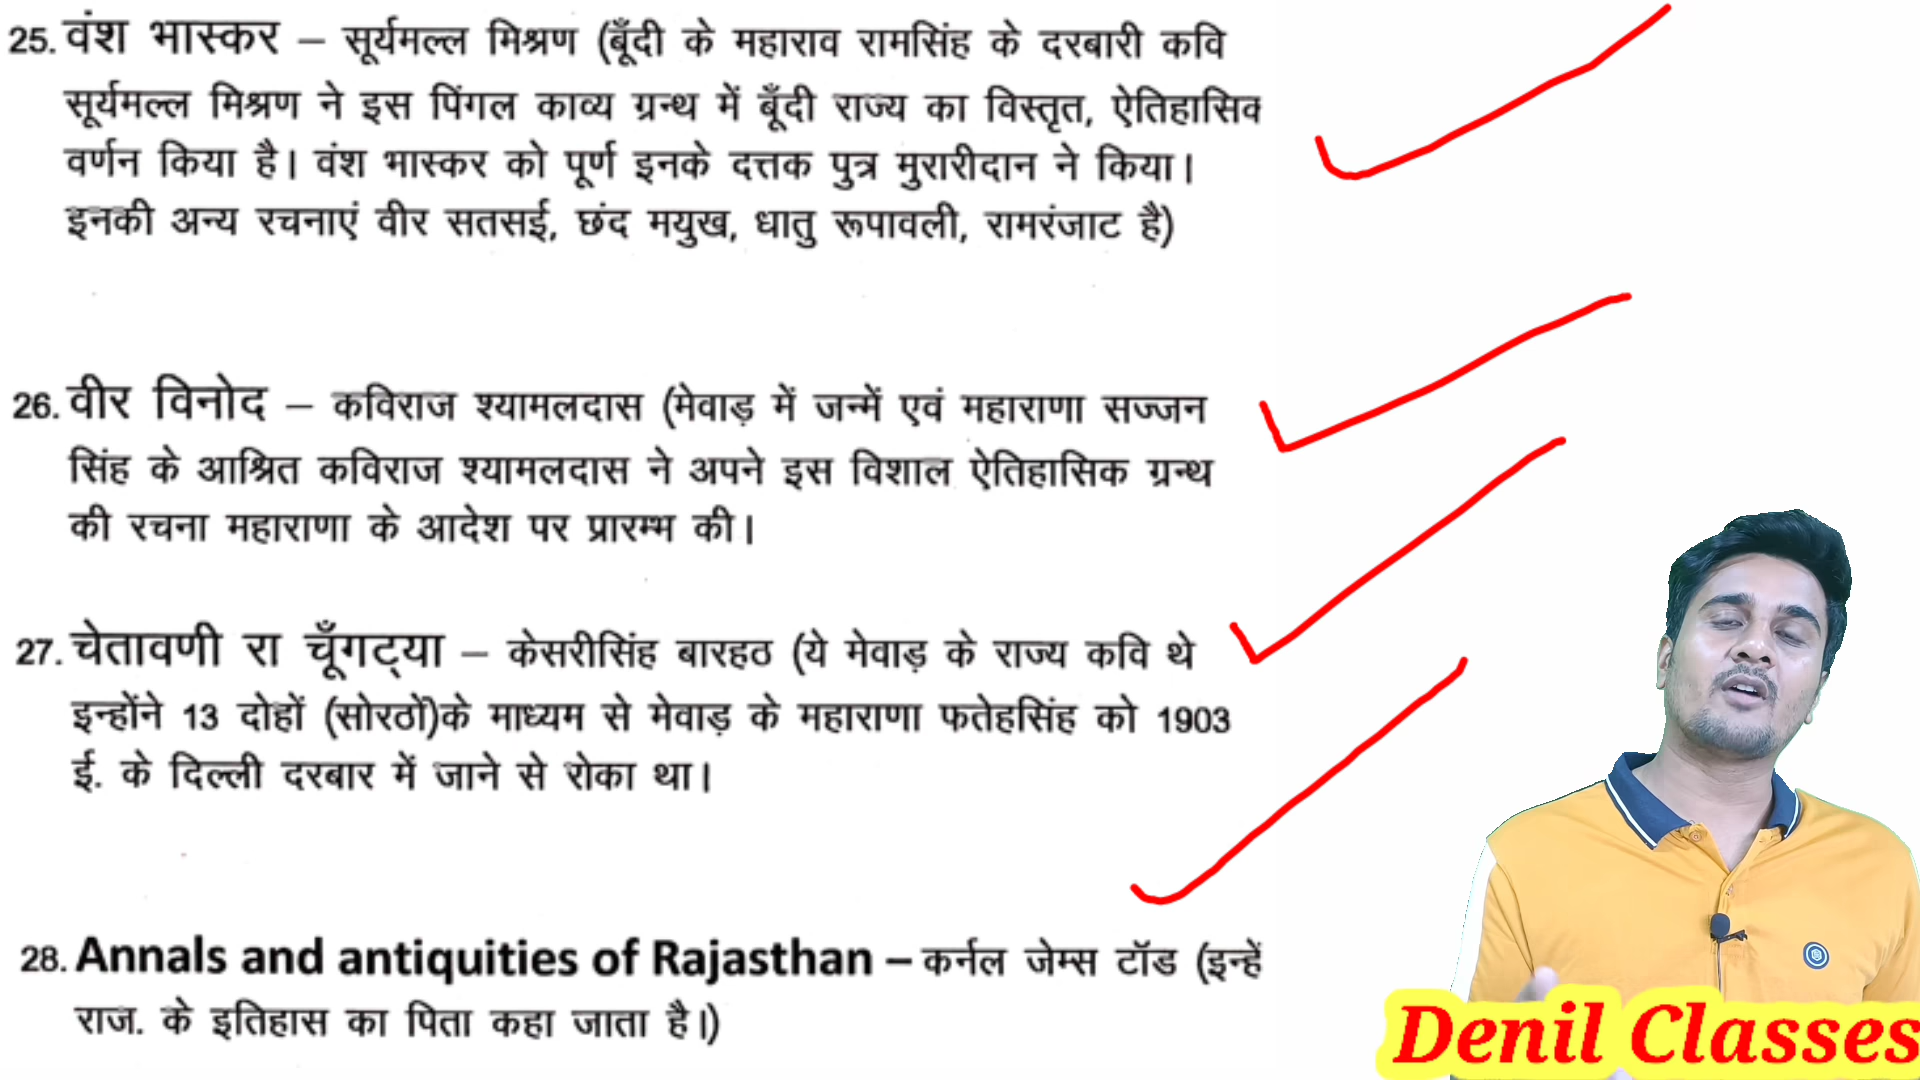 25. वंश भास्कर – सूर्यमल्ल मिश्रण (बूँदी के महाराव रामसिंह के दरबारी कवि
सूर्यमल्ल मिश्रण ने इस पिंगल काव्य ग्रन्थ में बूँदी राज्य का विस्तृत, ऐतिहासिव
वर्णन किया है। वंश भास्कर को पूर्ण इनके दत्तक पुत्र मुरारीदान ने किया।
इनकी अन्य रचनाएं वीर सतसई, छंद मयुख, धातु रूपावली, रामरंजाट है)
26. वीर विनोद – कविराज श्यामलदास (मेवाड़ में जन्में एवं महाराणा सज्जन
सिंह के आश्रित कविराज श्यामलदास ने अपने इस विशाल ऐतिहासिक ग्रन्थ
की रचना महाराणा के आदेश पर प्रारम्भ की।
27. चेतावणी रा चूँगट्या – केसरीसिंह बारहठ (ये मेवाड़ के राज्य कवि थे
इन्होंने 13 दोहों (सोरठों)के माध्यम से मेवाड़ के महाराणा फतेहसिंह को 1903
ई. के दिल्ली दरबार में जाने से रोका था।
28. Annals and antiquities of Rajasthan – कर्नल जेम्स टॉड (इन्हें
राज. के इतिहास का पिता कहा जाता है।)
Denil Classes